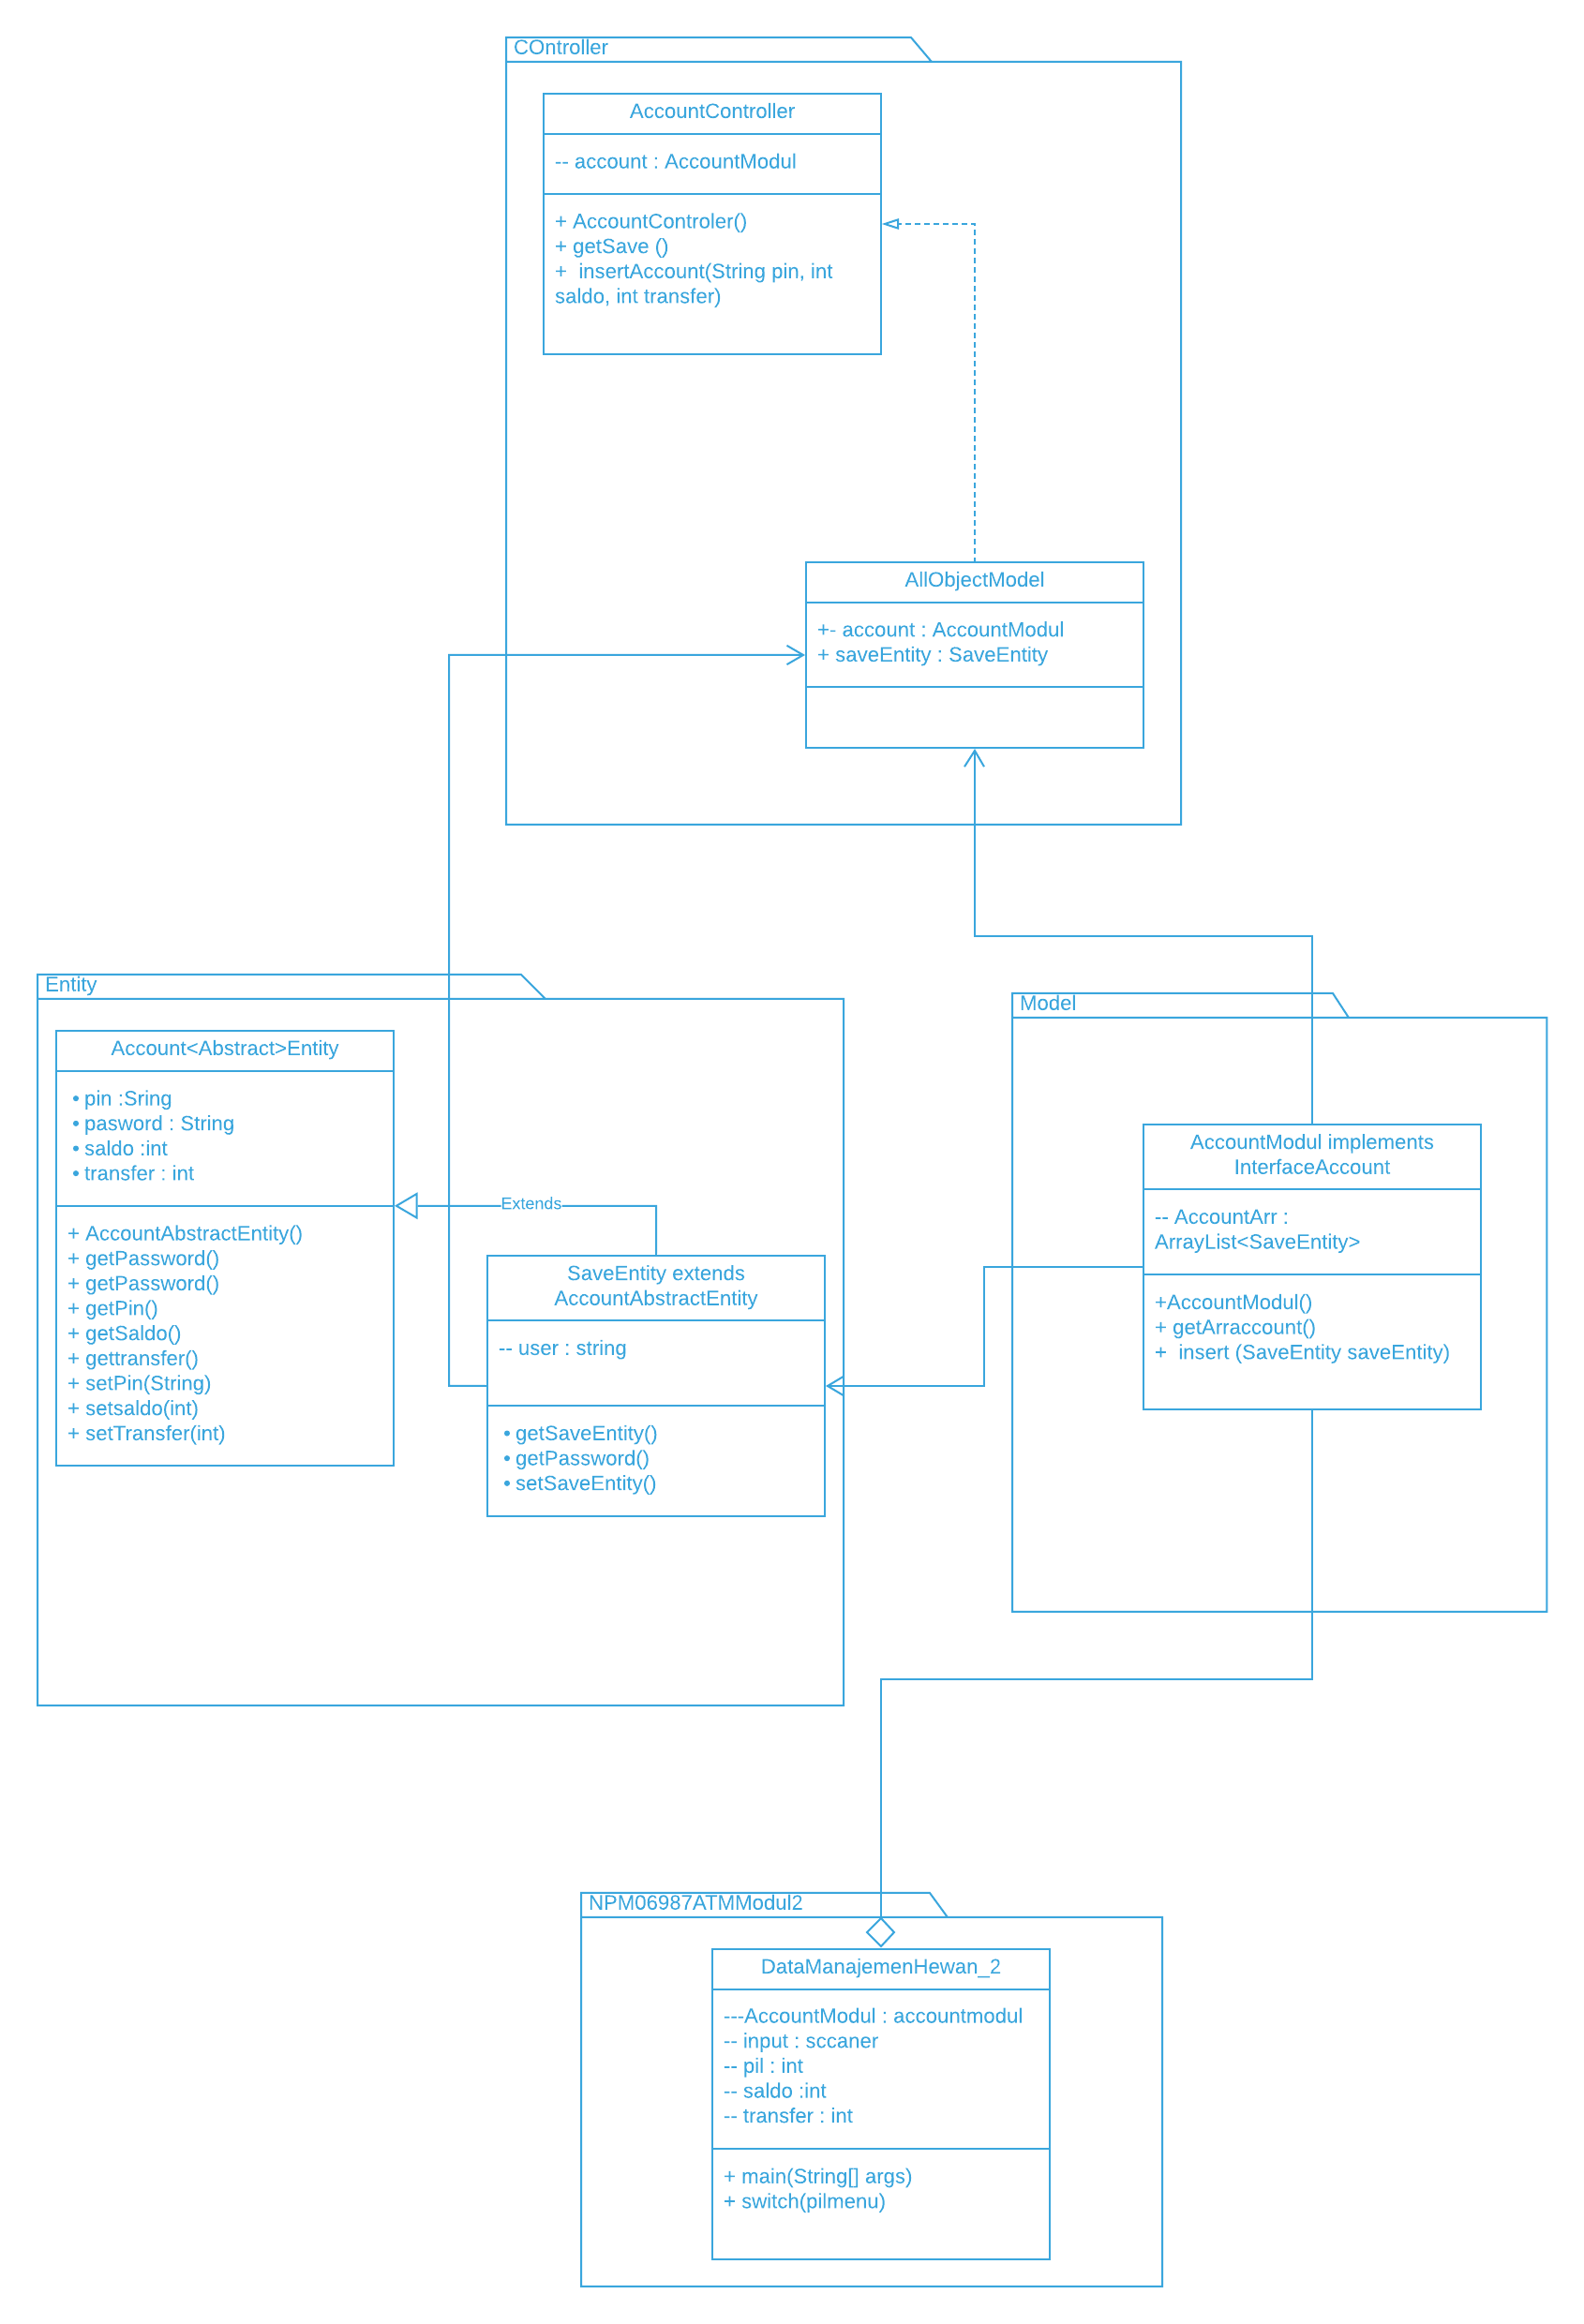 COntroller
AccountController
-- account : AccountModul
+ AccountControler()
+ getSave ()
+  insertAccount(String pin, int
saldo, int transfer)
AllObjectModel
+- account : AccountModul
+ saveEntity : SaveEntity
Entity
Account<Abstract>Entity
• pin :Sring
• pasword : String
• saldo :int
• transfer : int
+ AccountAbstractEntity()
+ getPassword()
+ getPassword()
+ getPin()
+ getSaldo()
+ gettransfer()
+ setPin(String)
+ setsaldo(int)
+ setTransfer(int)
Extends
SaveEntity extends
AccountAbstractEntity
-- user : string
• getSaveEntity()
• getPassword()
• setSaveEntity()
Model
AccountModul implements
InterfaceAccount
-- AccountArr :
ArrayList<SaveEntity>
+AccountModul()
+ getArraccount()
+  insert (SaveEntity saveEntity)
NPM06987ATMModul2
DataManajemenHewan_2
---AccountModul : accountmodul
-- input : sccaner
-- pil : int
-- saldo :int
-- transfer : int
+ main(String[] args)
+ switch(pilmenu)